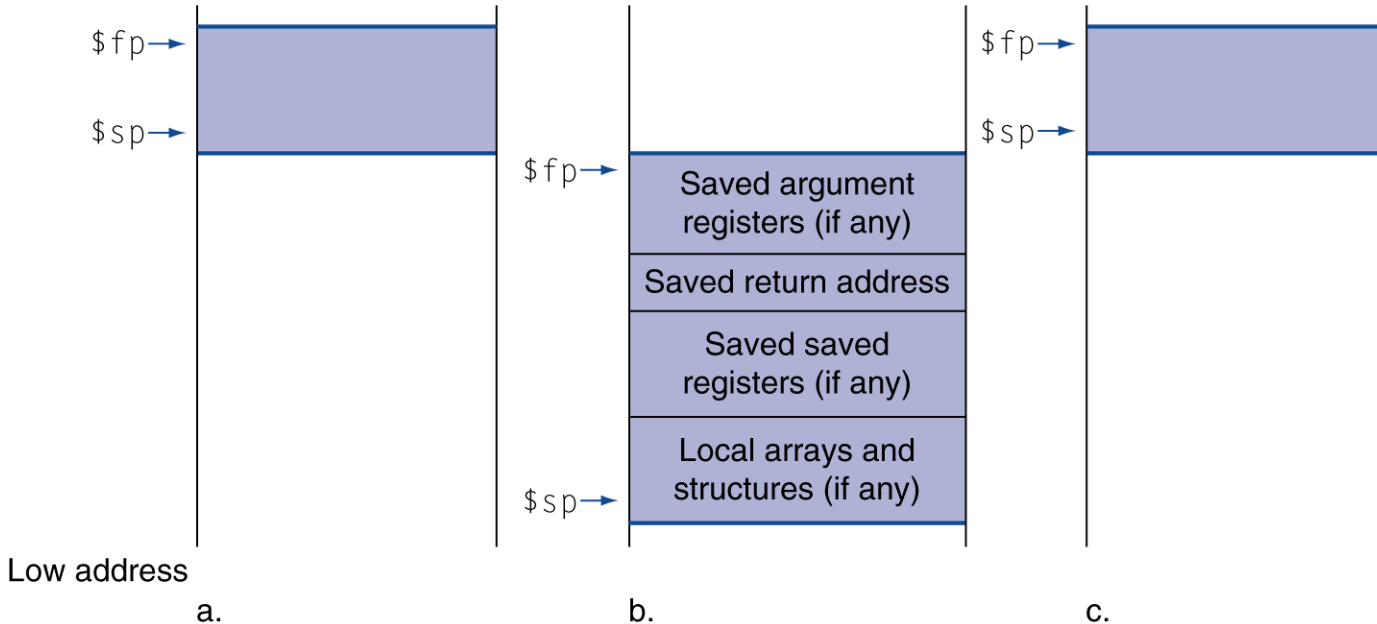 $fp
$sp
$fp
Saved argument
registers (if any)
Saved return address
Saved saved
registers (if any)
Local arrays and
structures (if any)
$sp
$fp
$sp
Low address
a.
b.
c.